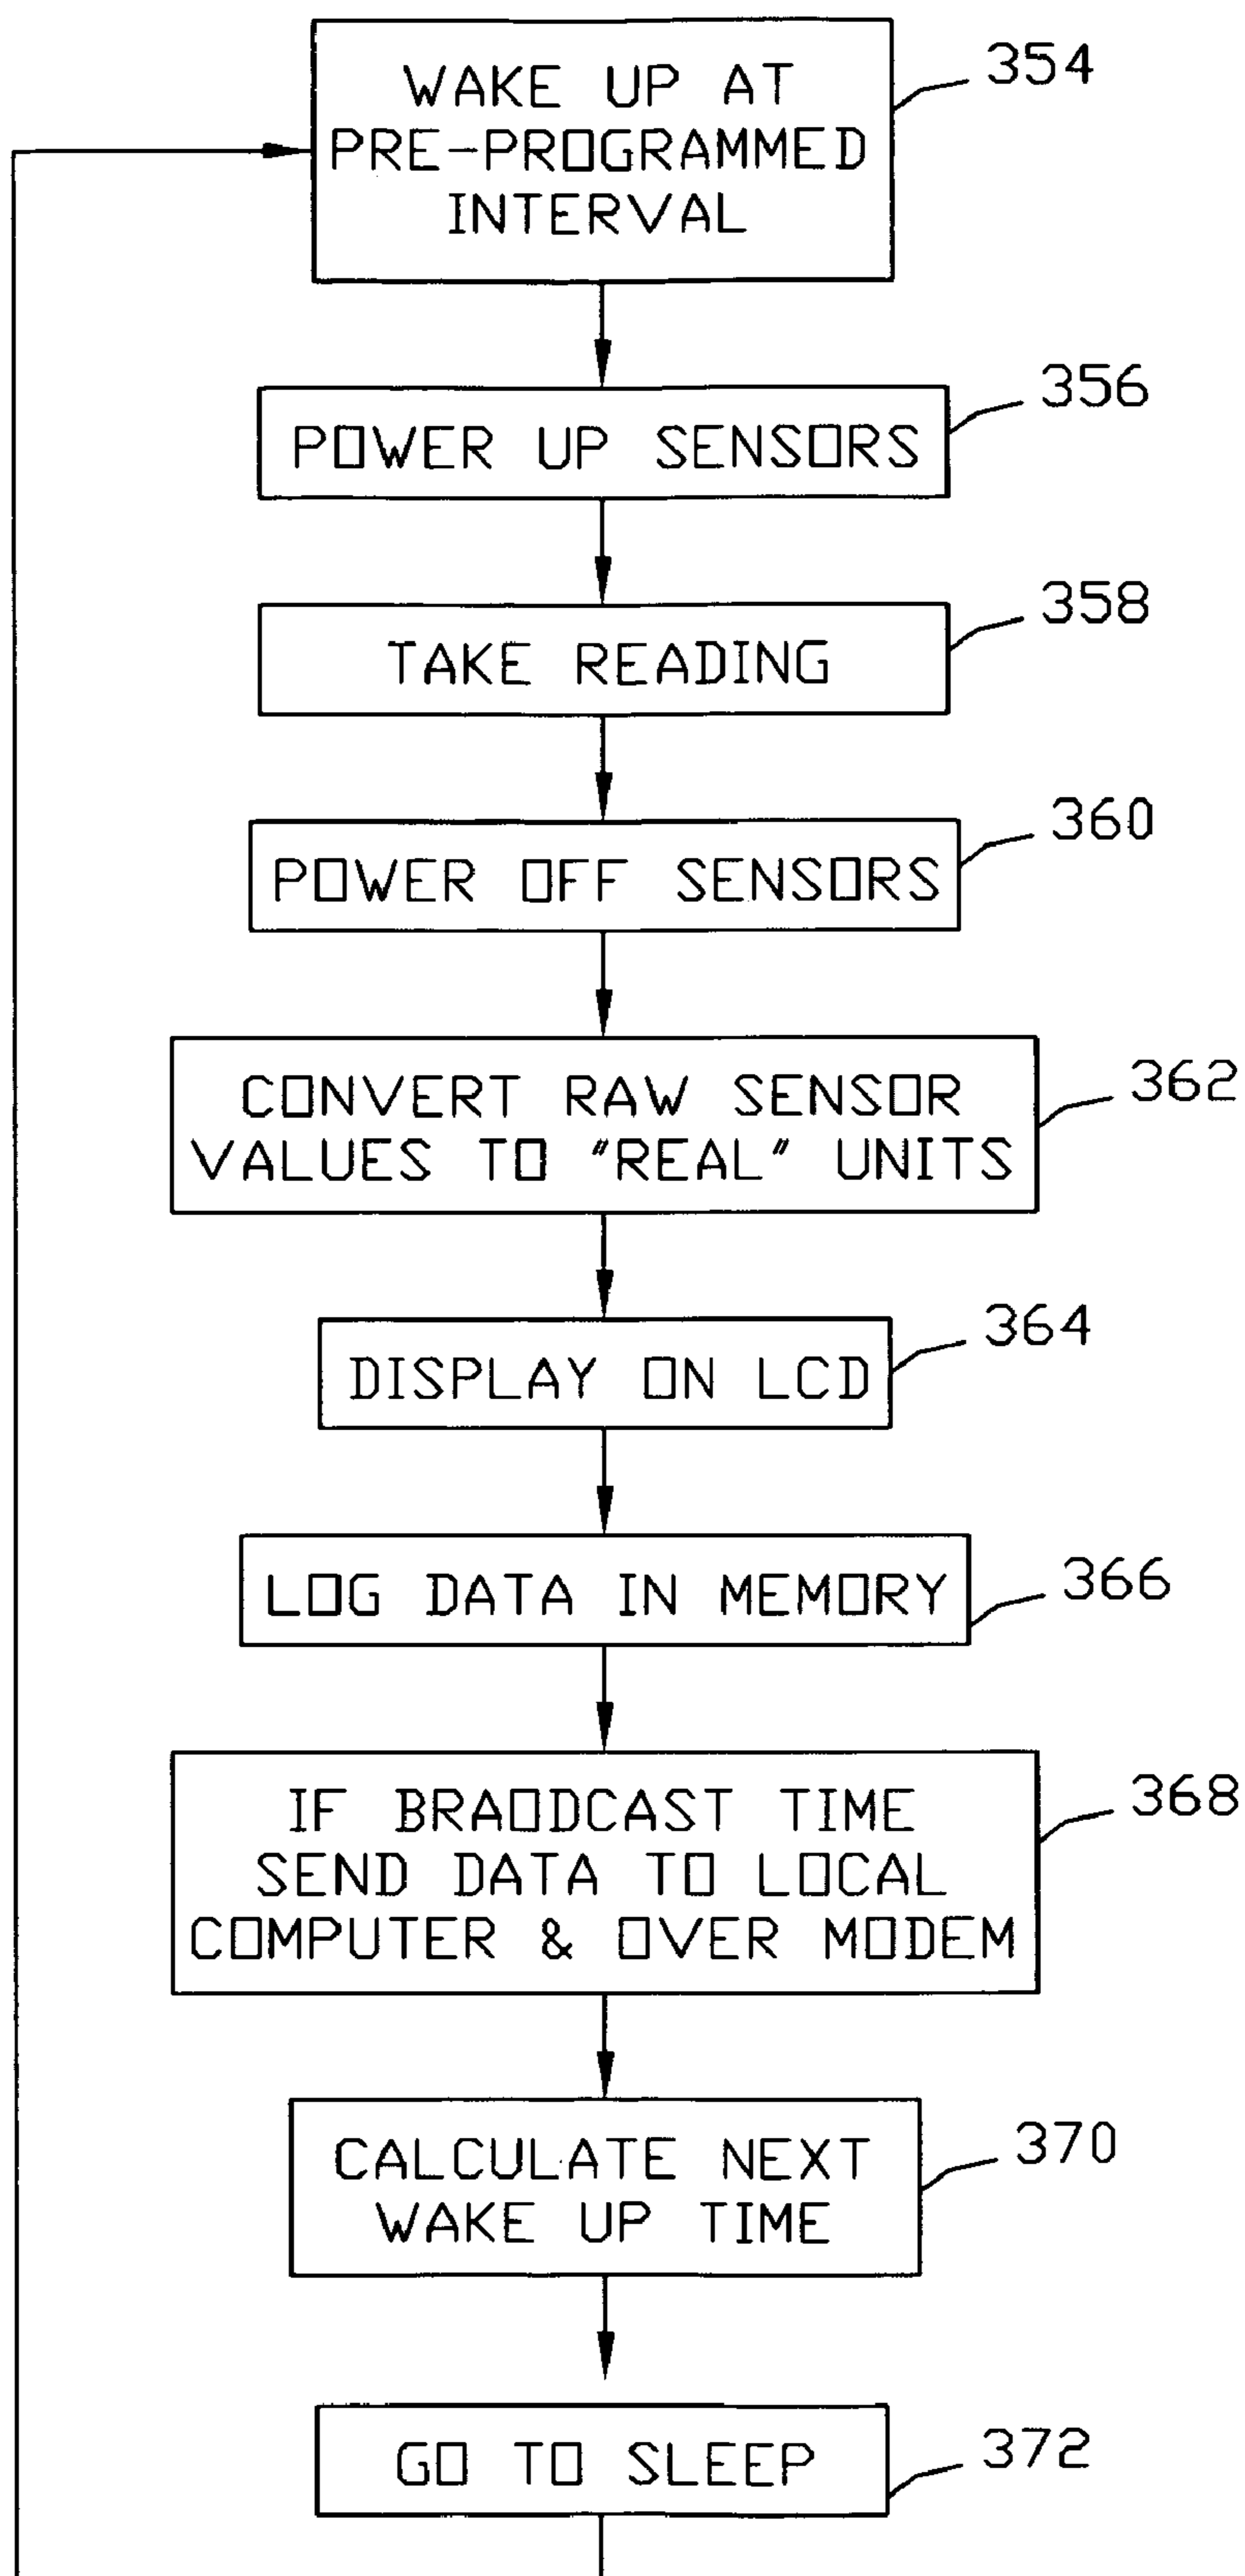 WAKE UP AT
PRE-PROGRAMMED
INTERVAL
354
POWER UP SENSORS
356
TAKE READING
358
POWER OFF SENSORS
360
CONVERT RAW SENSOR
VALUES TO "REAL" UNITS
362
DISPLAY ON LCD
364
LOG DATA IN MEMORY
366
IF BRAODCAST TIME
SEND DATA TO LOCAL
COMPUTER & OVER MODEM
368
CALCULATE NEXT
WAKE UP TIME
370
GO TO SLEEP
372